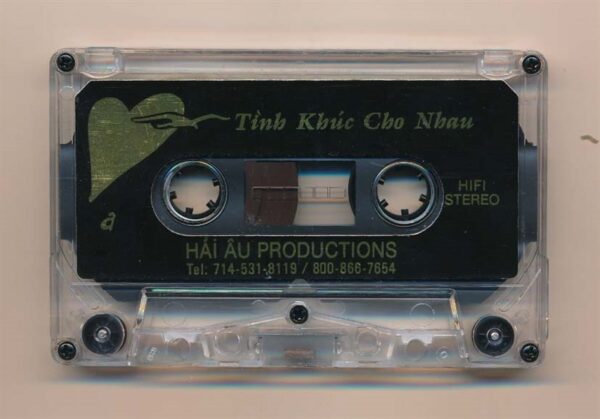 Tình Khúc Cho Nhau
a
HIFI
STEREO
HẢI ÂU PRODUCTIONS
Tel: 714-531-8119 / 800-866-7654